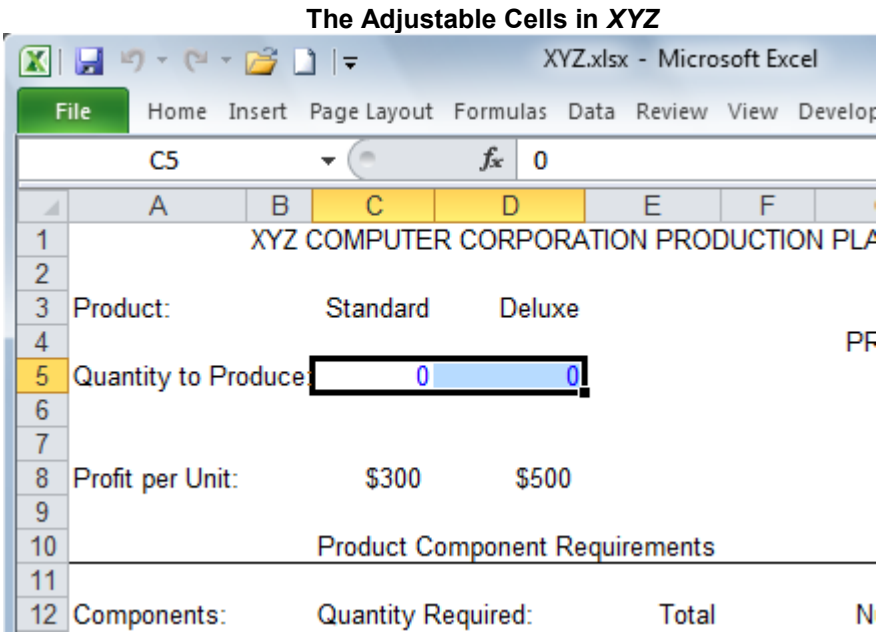 The Adjustable Cells in XYZ
XYZ.xlsx - Microsoft Excel
File Home Insert Page Layout Formulas Data Review View Develop
C5 fx 0
A B C D E F
1 XYZ COMPUTER CORPORATION PRODUCTION PLA
2
3 Product: Standard Deluxe
4 PR
5 Quantity to Produce: 0 0
6
7
8 Profit per Unit: $300 $500
9
10 Product Component Requirements
11
12 Components: Quantity Required: Total